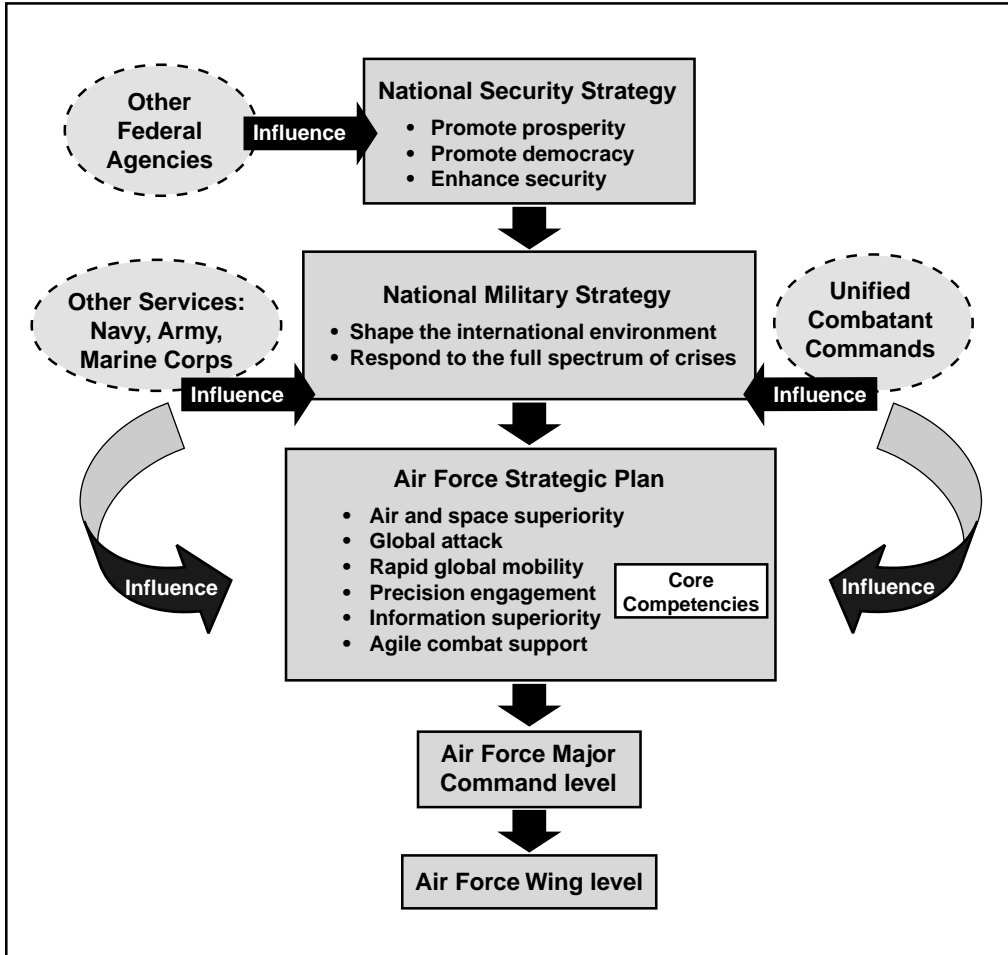 Other
Federal
Agencies
Influence
National Security Strategy
• Promote prosperity
• Promote democracy
• Enhance security
Other Services:
Navy, Army,
Marine Corps
Influence
National Military Strategy
• Shape the international environment
• Respond to the full spectrum of crises
Unified
Combatant
Commands
Influence
Air Force Strategic Plan
• Air and space superiority
• Global attack
• Rapid global mobility
• Precision engagement
• Information superiority
• Agile combat support
Core
Competencies
Influence
Influence
Air Force Major
Command level
Air Force Wing level